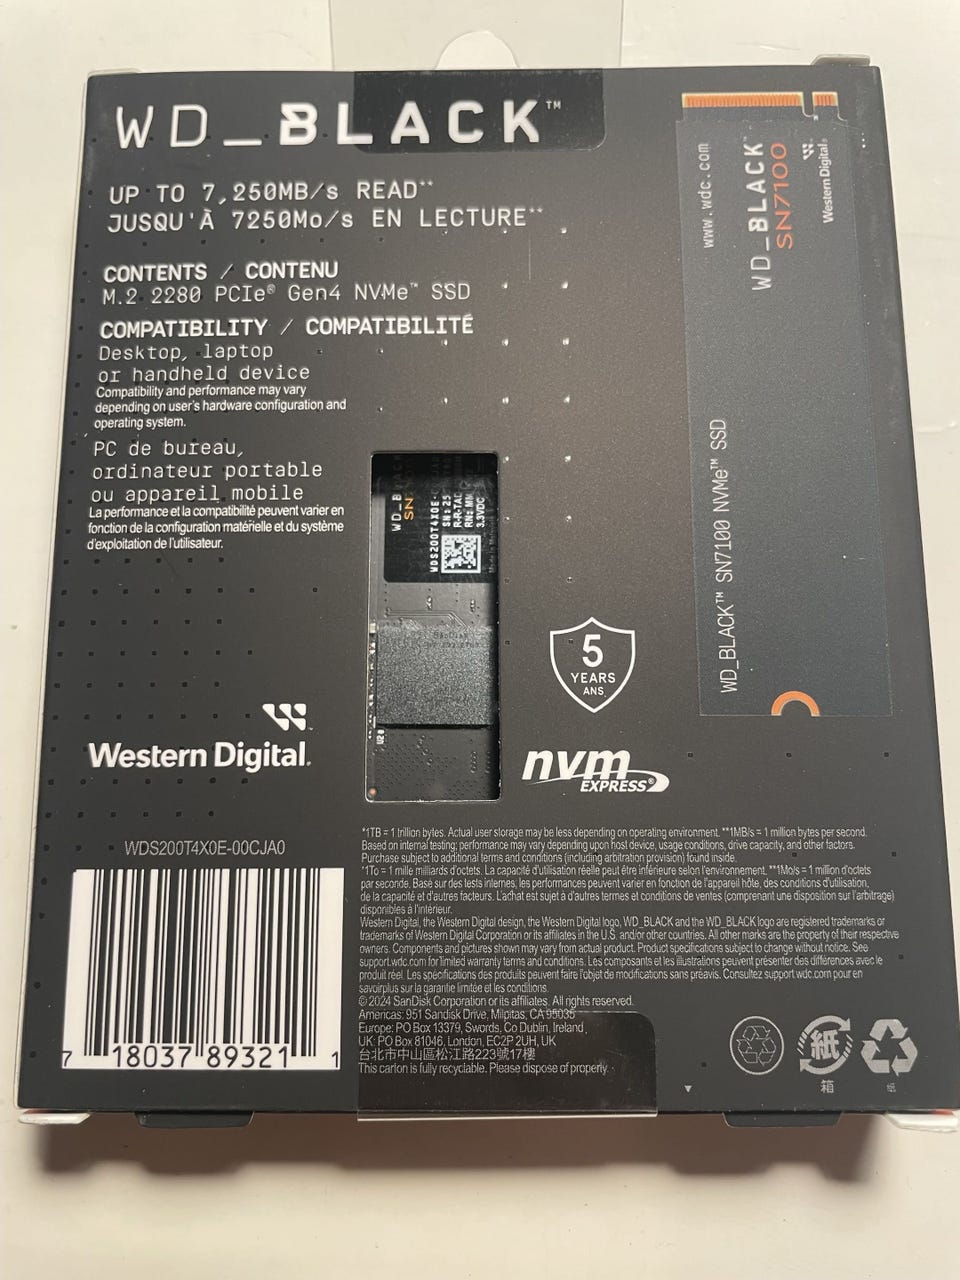 WD_BLACK™
UP TO 7,250MB/s READ**
JUSQU'À 7250Mo/s EN LECTURE**
CONTENTS / CONTENU
M.2 2280 PCIe® Gen4 NVMe™ SSD
COMPATIBILITY / COMPATIBILITÉ
Desktop, laptop
or handheld device
Compatibility and performance may vary
depending on user's hardware configuration and
operating system.
PC de bureau,
ordinateur portable
ou appareil mobile
La performance et la compatibilité peuvent varier en
fonction de la configuration matérielle et du système
d'exploitation de l'utilisateur.
www.wdc.com
WD_BLACK™
SN7100
Western Digital®
WD_BLACK™ SN7100 NVMe™ SSD
WD_B
SN
WDS200T4X0E-
SN: 25
3.3VDC
SanDisk
5
YEARS
ANS
Western Digital®
nvm
EXPRESS®
WDS200T4X0E-00CJA0
7 18037 89321 1
*1TB = 1 trillion bytes. Actual user storage may be less depending on operating environment. **1MB/s = 1 million bytes per second.
Based on internal testing; performance may vary depending upon host device, usage conditions, drive capacity, and other factors.
Purchase subject to additional terms and conditions (including arbitration provision) found inside.
*1To = 1 mille milliards d'octets. La capacité d'utilisation réelle peut être inférieure selon l'environnement. **1Mo/s = 1 million d'octets
par seconde. Basé sur des tests internes, les performances peuvent varier en fonction de l'appareil hôte, des conditions d'utilisation,
de la capacité et d'autres facteurs. L'achat est sujet à d'autres termes et conditions de ventes (comprenant une disposition sur l'arbitrage)
disponibles à l'intérieur.
Western Digital, the Western Digital design, the Western Digital logo, WD_BLACK and the WD_BLACK logo are registered trademarks or
trademarks of Western Digital Corporation or its affiliates in the U.S. and/or other countries. All other marks are the property of their respective
owners. Components and pictures shown may vary from actual product. Product specifications subject to change without notice. See
support.wdc.com for limited warranty terms and conditions. Les composants et les illustrations peuvent présenter des différences avec le
produit réel. Les spécifications des produits peuvent faire l'objet de modifications sans préavis. Consultez support.wdc.com pour en
savoir plus sur la garantie limitée et les conditions.
© 2024 SanDisk Corporation or its affiliates. All rights reserved.
Americas: 951 Sandisk Drive, Milpitas, CA 95035
Europe: PO Box 13379, Swords, Co Dublin, Ireland,
UK: PO Box 81046, London, EC2P 2UH, UK
台北市中山區松江路223號17樓
This carton is fully recyclable. Please dispose of properly.
紙
箱
紙